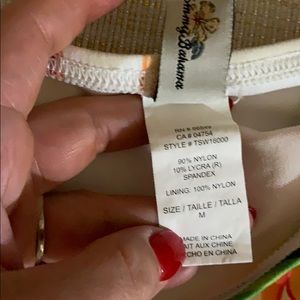 Tommy Bahama
CA # 04754
STYLE # TSW16000
90% NYLON
10% LYCRA (R)
SPANDEX
LINING: 100% NYLON
SIZE / TAILLE / TALLA
M
MADE IN CHINA
FAIT AUX CHINE
HECHO EN CHINA